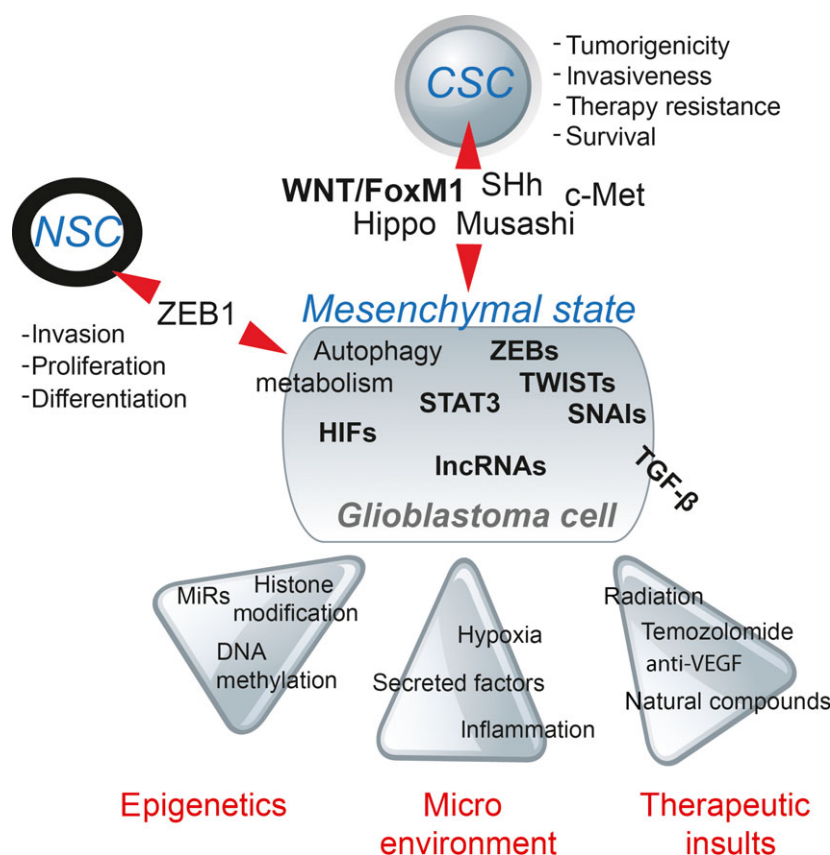 CSC
- Tumorigenicity
- Invasiveness
- Therapy resistance
- Survival
WNT/FoxM1 SHh c-Met
Hippo Musashi
NSC
ZEB1
-Invasion
-Proliferation
-Differentiation
Mesenchymal state
Autophagy
metabolism
ZEBs
TWISTs
STAT3
SNAIs
HIFs
lncRNAs
TGF-β
Glioblastoma cell
MiRs
Histone
modification
DNA
methylation
Hypoxia
Secreted factors
Inflammation
Radiation
Temozolomide
anti-VEGF
Natural compounds
Epigenetics
Micro
environment
Therapeutic
insults